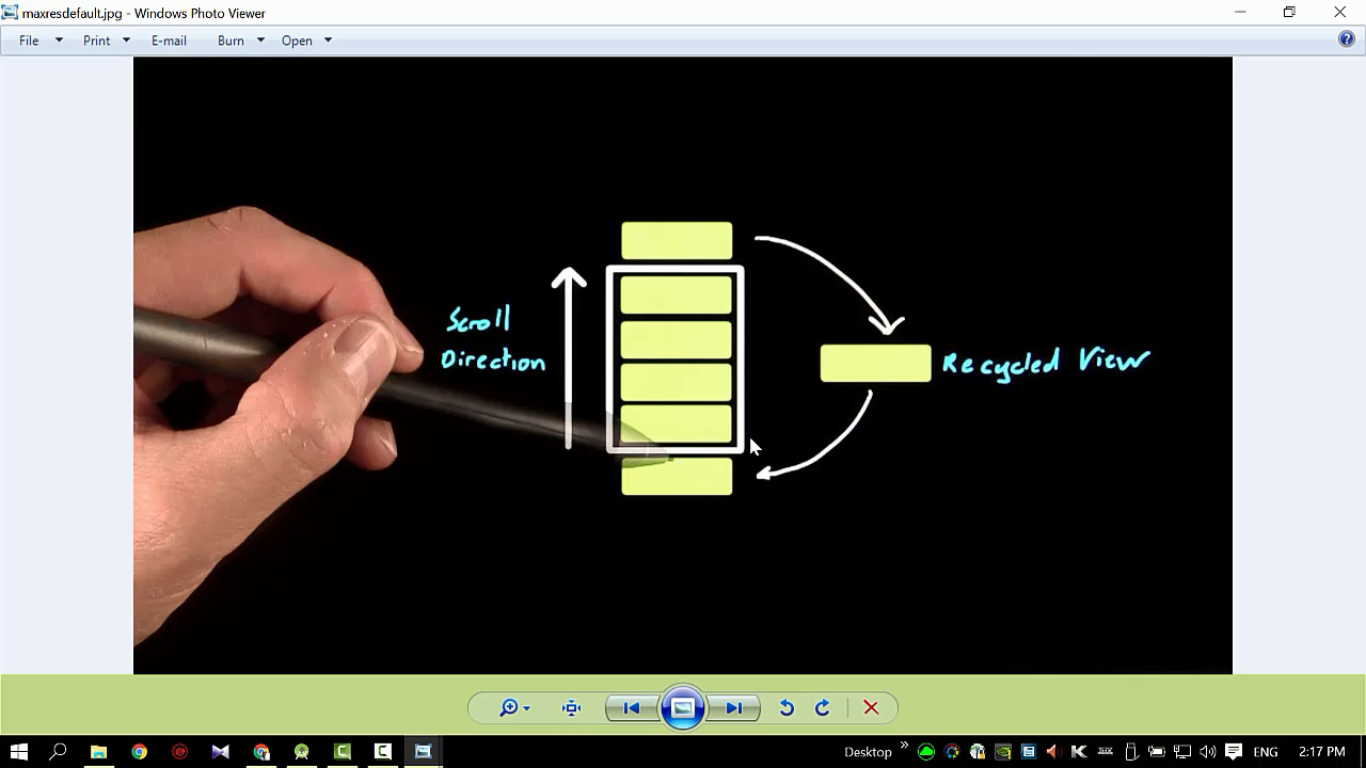 maxresdefault.jpg - Windows Photo Viewer
File Print E-mail Burn Open
Scroll
Direction
Recycled View
Desktop ENG 2:17 PM